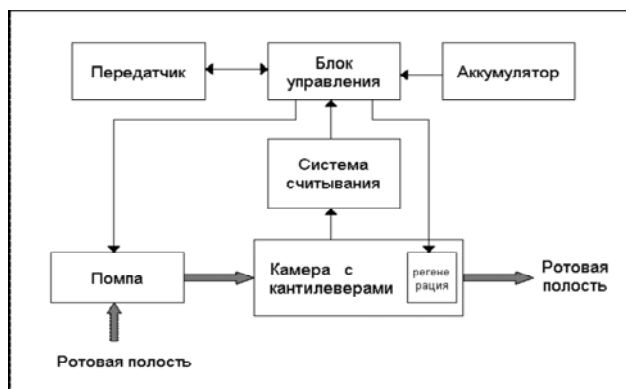 Передатчик
Блок
управления
Аккумулятор
Система
считывания
Помпа
Камера с
кантилеверами
регене
рация
Ротовая
полость
Ротовая полость